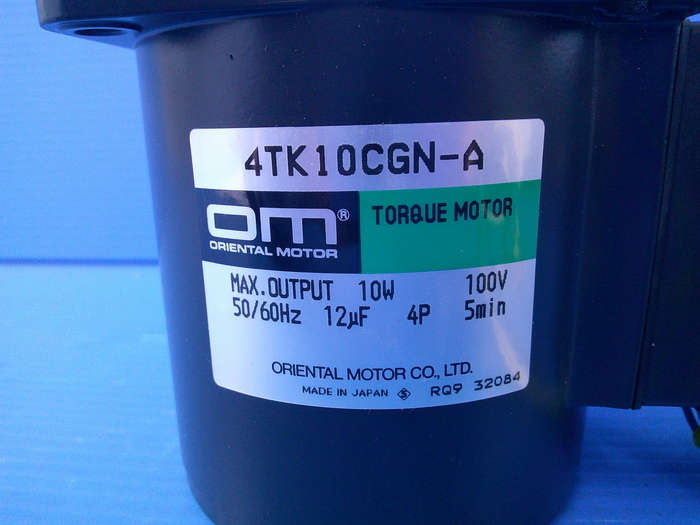 4TK10CGN-A
OM®
ORIENTAL MOTOR
TORQUE MOTOR
MAX.OUTPUT 10W 100V
50/60Hz 12µF 4P 5min
ORIENTAL MOTOR CO., LTD.
MADE IN JAPAN S RQ9 32084